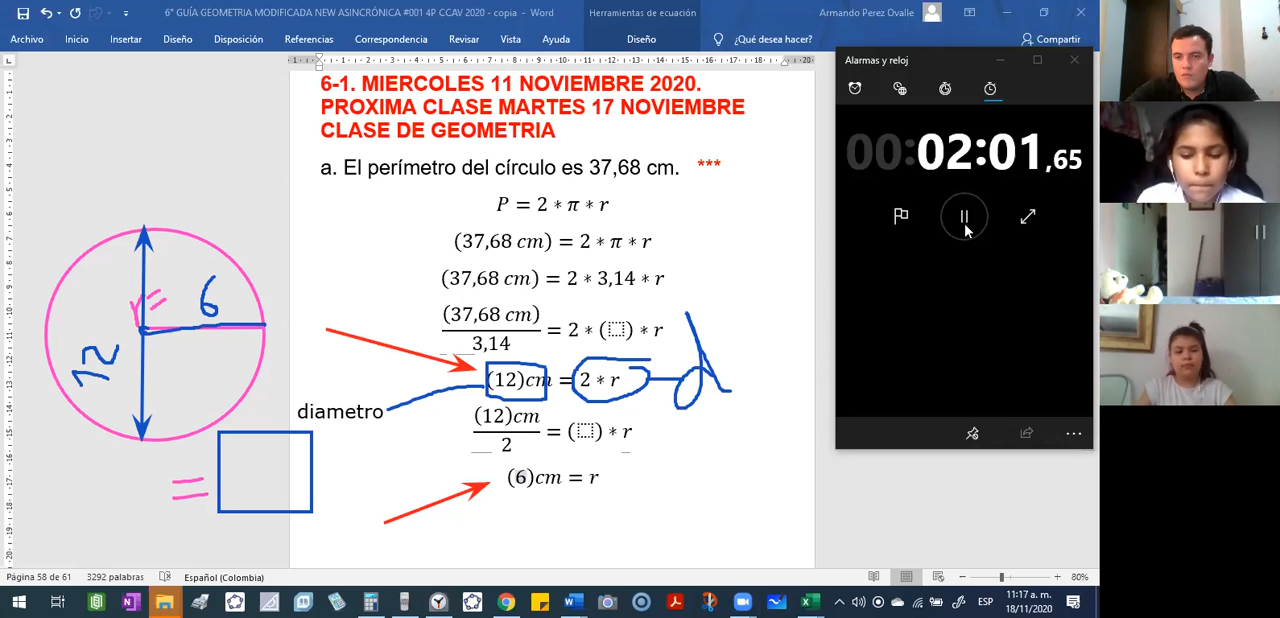 6° GUÍA GEOMETRIA MODIFICADA NEW ASINCRÓNICA #001 4P CCAV 2020 - copia - Word
Herramientas de ecuación
Armando Perez Ovalle
Archivo Inicio Insertar Diseño Disposición Referencias Correspondencia Revisar Vista Ayuda Diseño ¿Qué desea hacer? Compartir
6-1. MIERCOLES 11 NOVIEMBRE 2020.
PROXIMA CLASE MARTES 17 NOVIEMBRE
CLASE DE GEOMETRIA
a. El perímetro del círculo es 37,68 cm. ***
P = 2 * π * r
(37,68 cm) = 2 * π * r
(37,68 cm) = 2 * 3,14 * r
(37,68 cm)
3,14
= 2 * (⬚) * r
(12)cm = 2 * r
d
diametro
(12)cm
2
= (⬚) * r
(6)cm = r
r=
6
12
=
Alarmas y reloj
00:02:01,65
Página 58 de 61 3292 palabras Español (Colombia) 80%
ESP
11:17 a. m.
18/11/2020